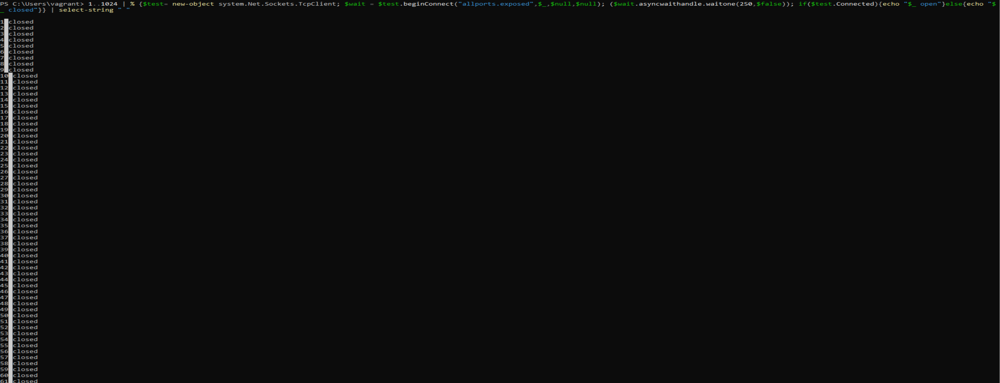 PS C:\Users\vagrant> 1..1024 | % {$test= new-object system.Net.Sockets.TcpClient; $wait = $test.beginConnect("allports.exposed",$_,$null,$null); ($wait.asyncwaithandle.waitone(250,$false)); if($test.Connected){echo "$_ open"}else{echo "$
_ closed"}} | select-string " "
1 closed
2 closed
3 closed
4 closed
5 closed
6 closed
7 closed
8 closed
9 closed
10 closed
11 closed
12 closed
13 closed
14 closed
15 closed
16 closed
17 closed
18 closed
19 closed
20 closed
21 closed
22 closed
23 closed
24 closed
25 closed
26 closed
27 closed
28 closed
29 closed
30 closed
31 closed
32 closed
33 closed
34 closed
35 closed
36 closed
37 closed
38 closed
39 closed
40 closed
41 closed
42 closed
43 closed
44 closed
45 closed
46 closed
47 closed
48 closed
49 closed
50 closed
51 closed
52 closed
53 closed
54 closed
55 closed
56 closed
57 closed
58 closed
59 closed
60 closed
61 closed